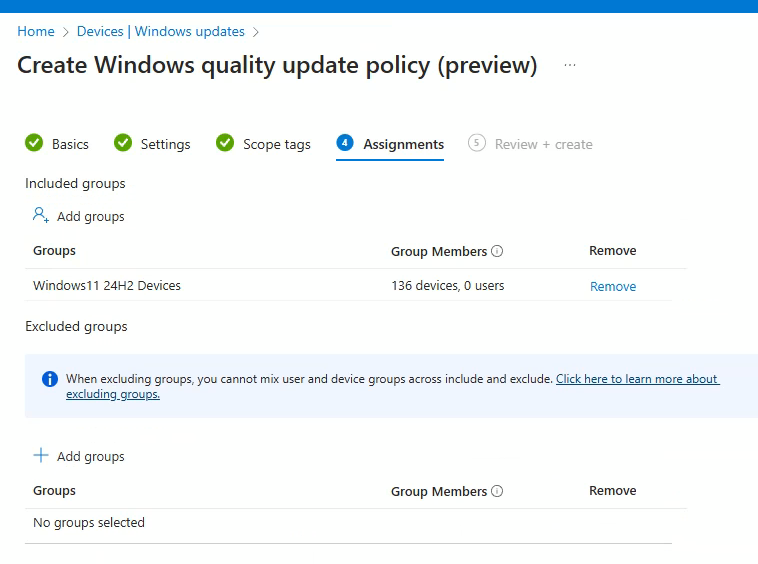 Home > Devices | Windows updates >
Create Windows quality update policy (preview) ...
Basics Settings Scope tags 4 Assignments 5 Review + create
Included groups
Add groups
Groups Group Members Remove
Windows11 24H2 Devices 136 devices, 0 users Remove
Excluded groups
When excluding groups, you cannot mix user and device groups across include and exclude. Click here to learn more about
excluding groups.
Add groups
Groups Group Members Remove
No groups selected